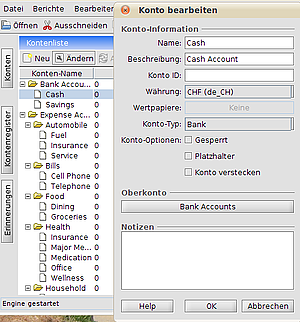 Datei Berichte Bearbeiten
Öffnen Ausschneiden
Konten
Kontenregister
Erinnerungen
Kontenliste
Neu Ändern
Konten-Name 0
Bank Accou... 0
Cash 0
Savings 0
Expense Ac... 0
Automobile 0
Fuel 0
Insurance 0
Service 0
Bills 0
Cell Phone 0
Telephone 0
Food 0
Dining 0
Groceries 0
Health 0
Insurance 0
Major Me... 0
Medication 0
Office 0
Wellness 0
Household 0
Engine gestartet
Konto bearbeiten
Konto-Information
Name: Cash
Beschreibung: Cash Account
Konto ID:
Währung: CHF (de_CH)
Wertpapiere: Keine
Konto-Typ: Bank
Konto-Optionen: Gesperrt
Platzhalter
Konto verstecken
Oberkonto
Bank Accounts
Notizen
Help OK Abbrechen